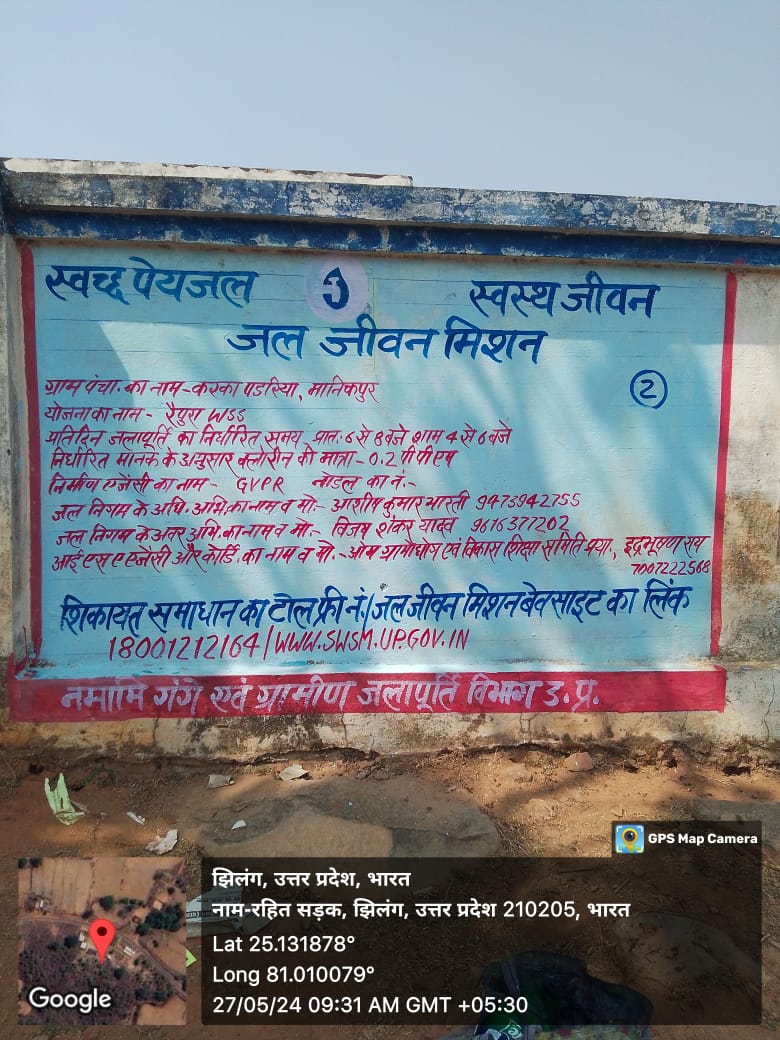 स्वच्छ पेयजल स्वस्थ जीवन
जल जीवन मिशन
2
ग्राम पंचा. का नाम - करका पडरिया, मानिकपुर
योजना का नाम - रैपुरा WSS
प्रतिदिन जलापूर्ति का निर्धारित समय प्रात: 6 से 8 बजे शाम 4 से 6 बजे
निर्धारित मानक के अनुसार क्लोरीन की मात्रा - 0.2 पी पी एम
निर्माण एजेंसी का नाम - GVPR नोडल का नं:-
जल निगम के अधि. अभि. का नाम व मो:- आशीष कुमार भारती 9473942755
जल निगम के अवर अभि. का नाम व मो:- विजय शंकर यादव 9616377202
आई एस ए एजेंसी और कोर्डि. का नाम व मो.- ओम ग्रामोद्योग एवं विकास शिक्षा समिति प्रया., इद्रभूषण राय
7007222568
शिकायत समाधान का टोल फ्री नं./जल जीवन मिशन बेवसाइट का लिंक
18001212164/WWW.SWSM.UP.GOV.IN
नमामि गंगे एवं ग्रामीण जलापूर्ति विभाग उ.प्र.
GPS Map Camera
झिलंग, उत्तर प्रदेश, भारत
नाम-रहित सड़क, झिलंग, उत्तर प्रदेश 210205, भारत
Lat 25.131878°
Long 81.010079°
27/05/24 09:31 AM GMT +05:30
Google